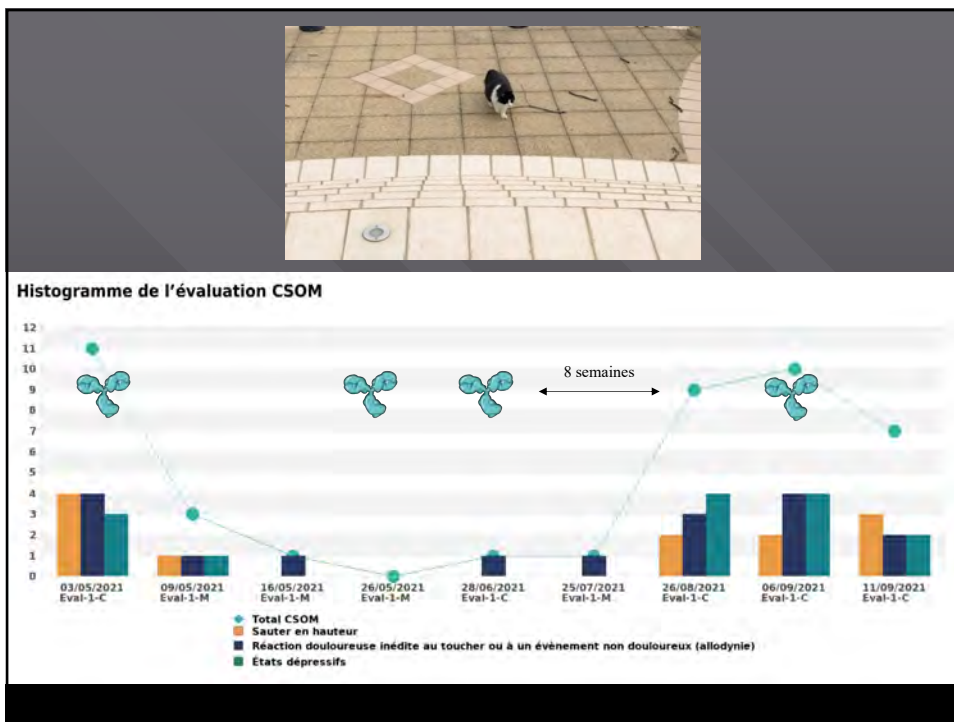 Histogramme de l’évaluation CSOM
12
11
10
9
8
7
6
5
4
3
2
1
0
8 semaines
03/05/2021 09/05/2021 16/05/2021 26/05/2021 28/06/2021 25/07/2021 26/08/2021 06/09/2021 11/09/2021
Eval-1-C Eval-1-M Eval-1-M Eval-1-M Eval-1-C Eval-1-M Eval-1-C Eval-1-C Eval-1-C
Total CSOM
Sauter en hauteur
Réaction douloureuse inédite au toucher ou à un évènement non douloureux (allodynie)
États dépressifs